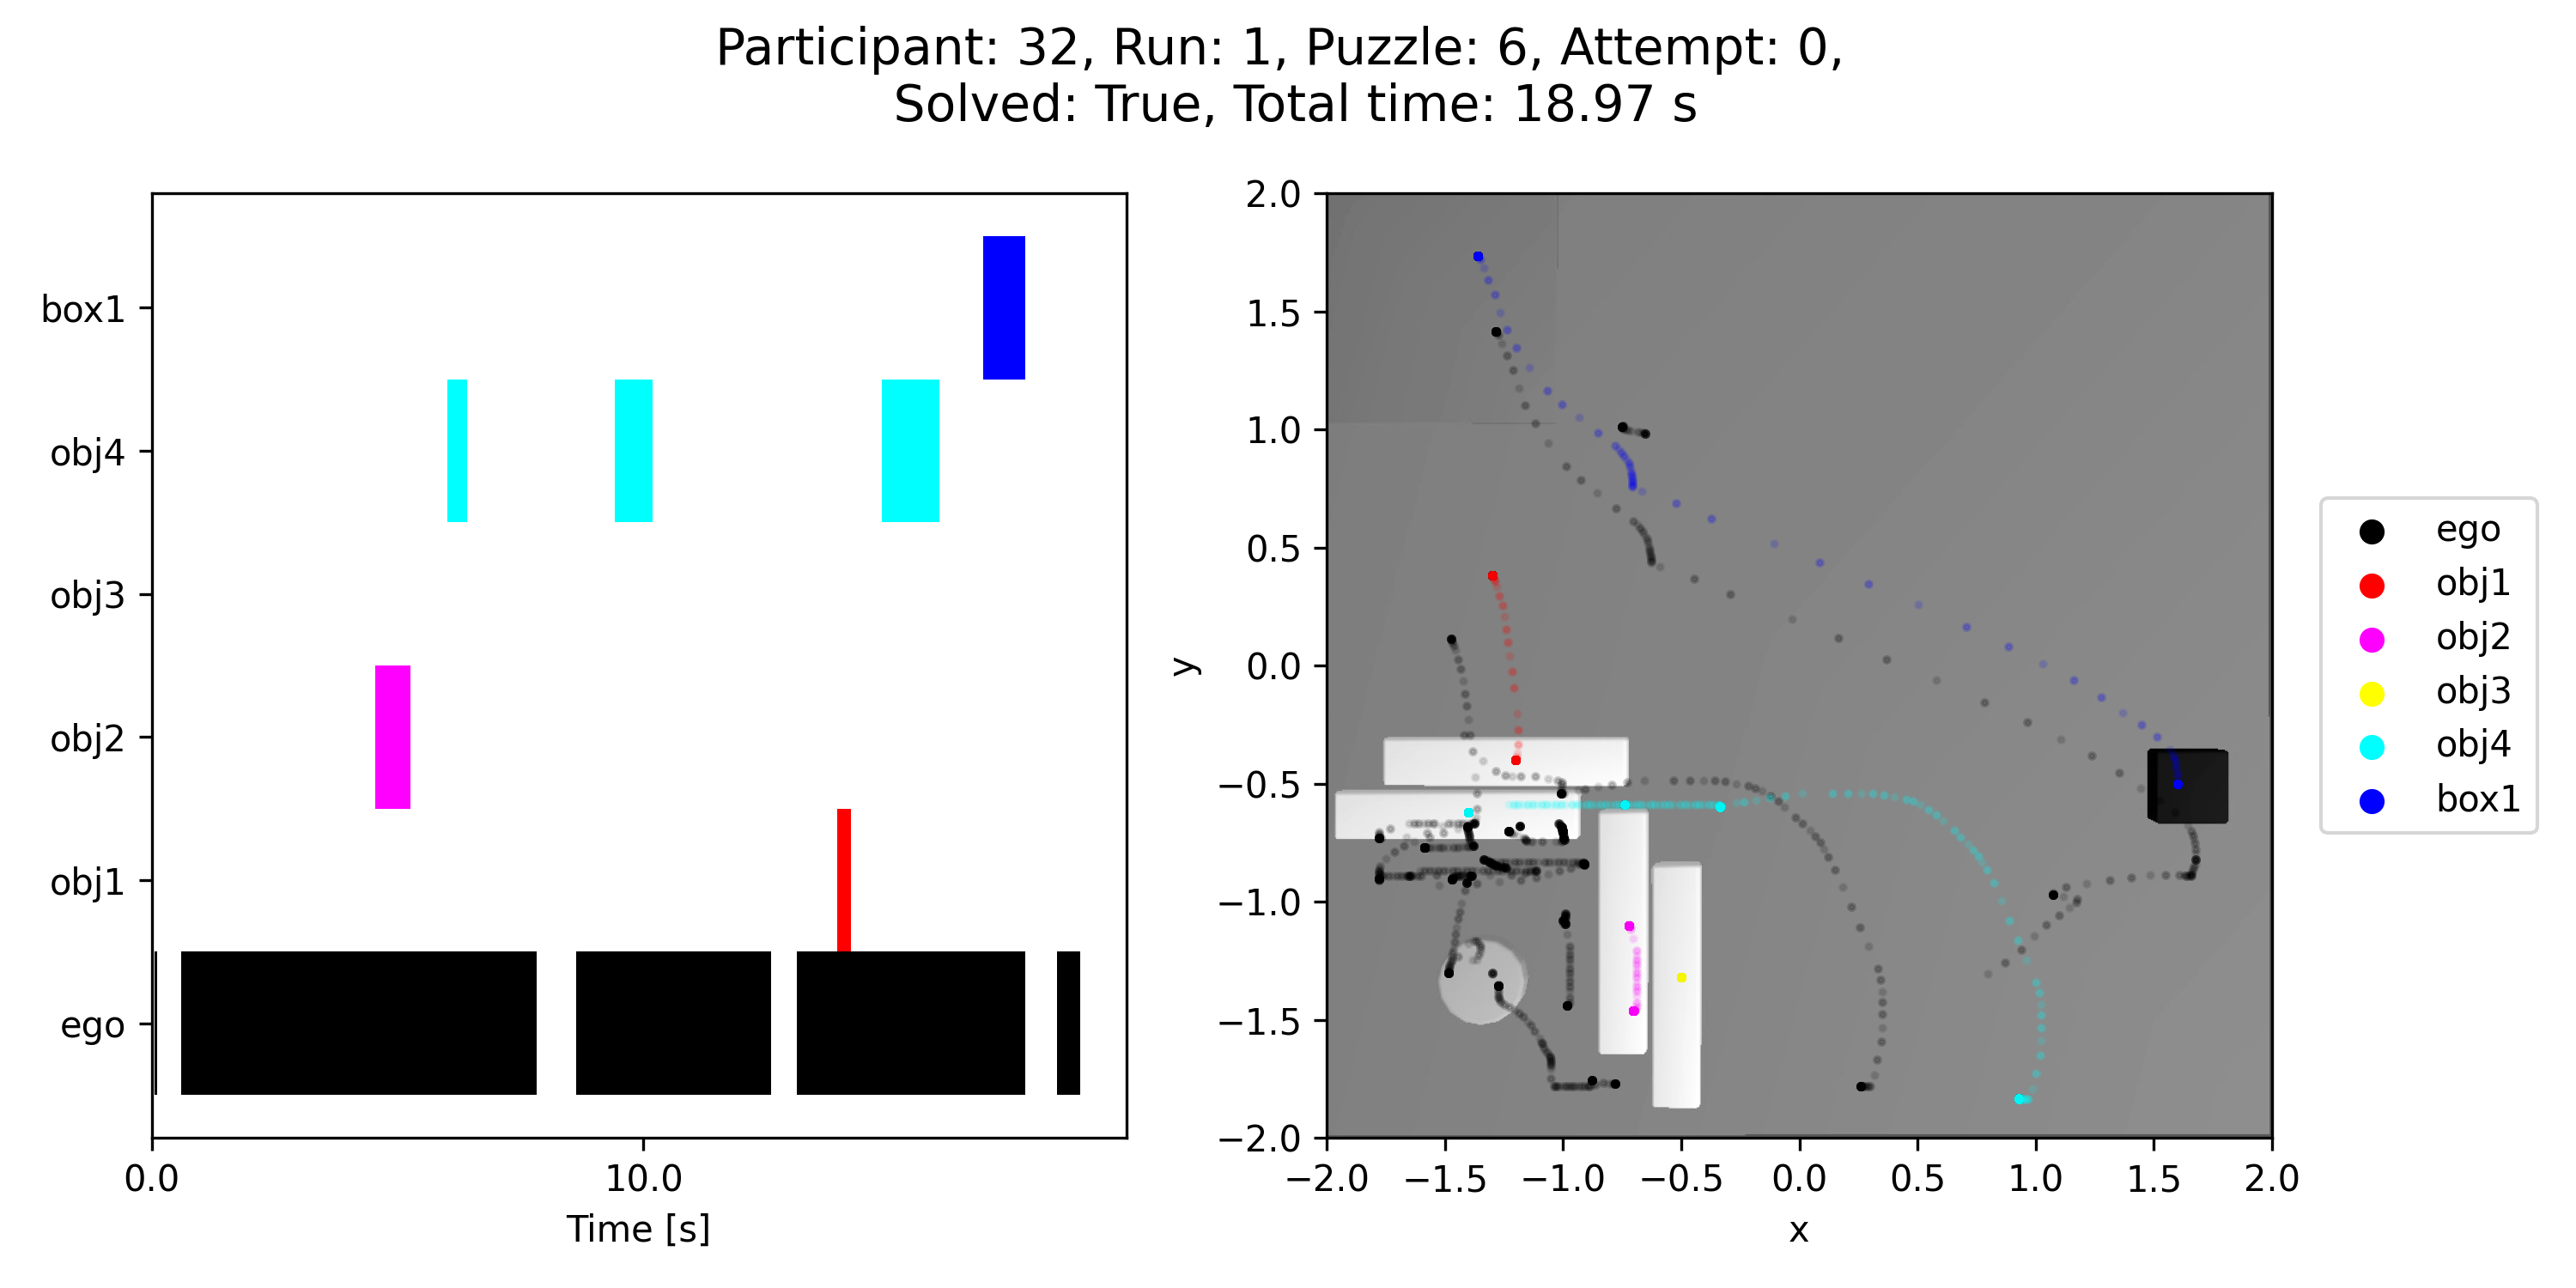 Participant: 32, Run: 1, Puzzle: 6, Attempt: 0,
Solved: True, Total time: 18.97 s
box1
obj4
obj3
obj2
obj1
ego
0.0
10.0
Time [s]
2.0
1.5
1.0
0.5
0.0
−0.5
−1.0
−1.5
−2.0
y
−2.0
−1.5
−1.0
−0.5
0.0
0.5
1.0
1.5
2.0
x
ego
obj1
obj2
obj3
obj4
box1